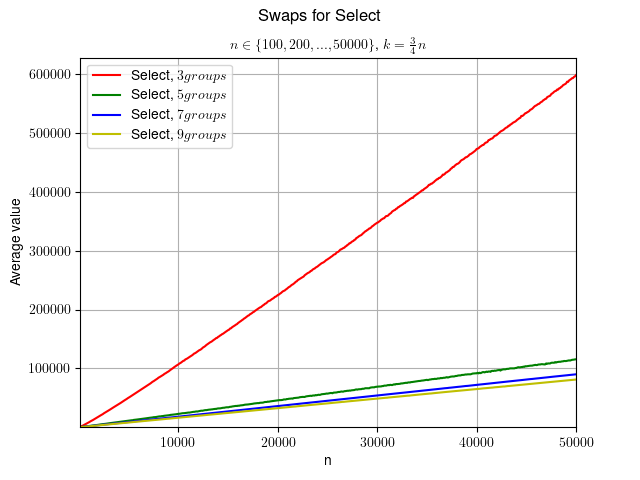 Swaps for Select
n ∈ {100, 200, ..., 50000}, k = 3/4 n
Select, 3groups
Select, 5groups
Select, 7groups
Select, 9groups
600000
500000
400000
300000
200000
100000
Average value
10000
20000
30000
40000
50000
n